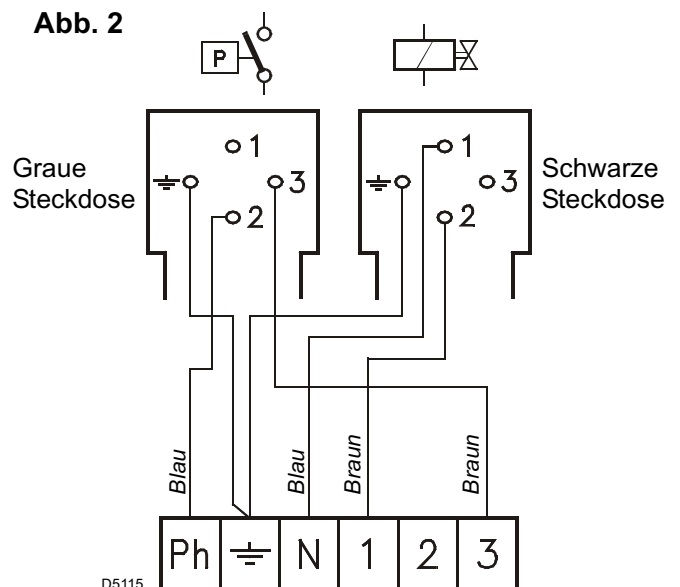 Abb. 2
P
Graue
Steckdose
1
3
2
1
3
2
Schwarze
Steckdose
Blau
Blau
Braun
Braun
Ph
N
1
2
3
D5115